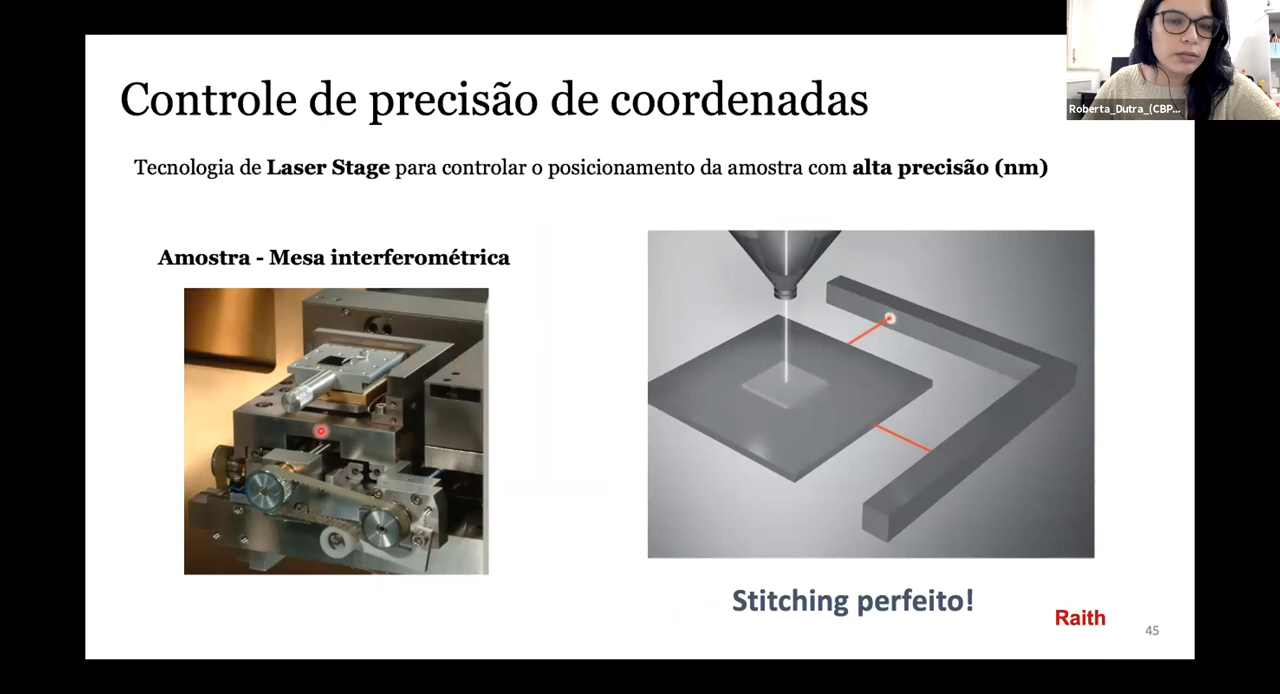 Controle de precisão de coordenadas
Roberta_Dutra_(CBP...
Tecnologia de Laser Stage para controlar o posicionamento da amostra com alta precisão (nm)
Amostra - Mesa interferométrica
Stitching perfeito!
Raith
45